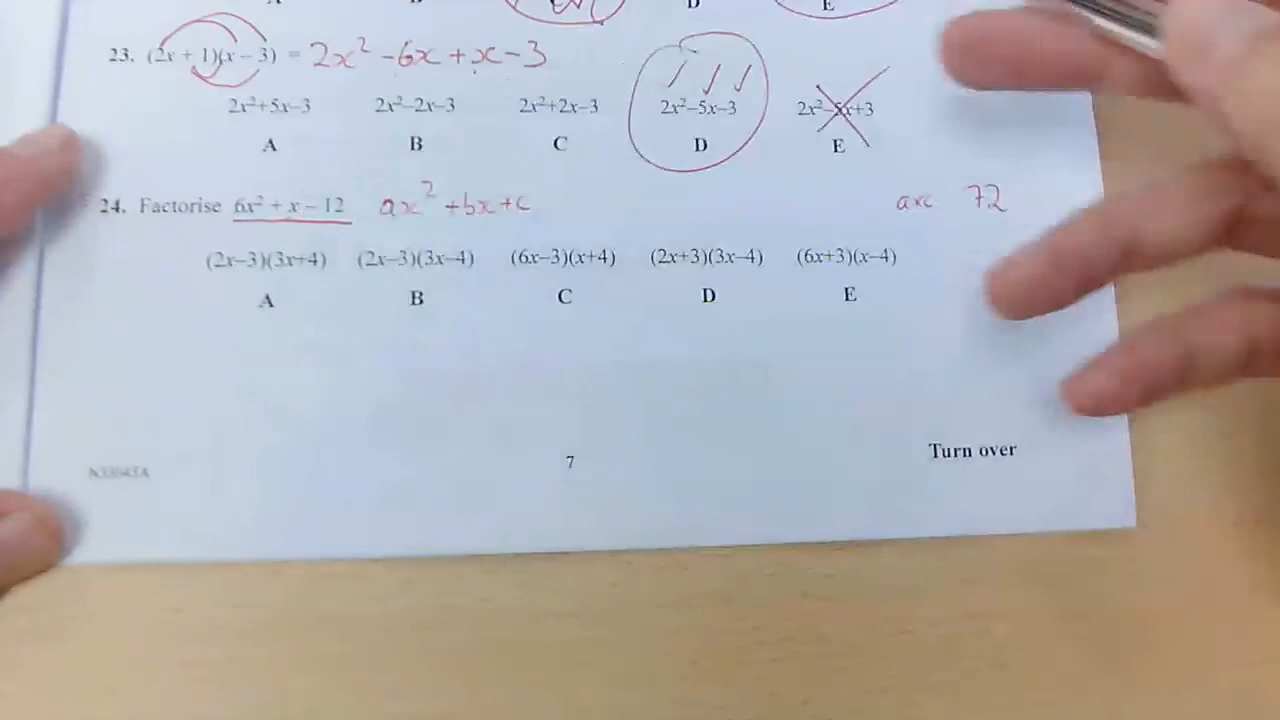 D
E
23. (2x + 1)(x – 3) = 2x² - 6x + x - 3
2x²+5x–3 2x²–2x–3 2x²+2x–3 2x²–5x–3 2x²–5x+3
A B C D E
24. Factorise 6x² + x – 12 ax² + bx + c axc 72
(2x–3)(3x+4) (2x–3)(3x–4) (6x–3)(x+4) (2x+3)(3x–4) (6x+3)(x–4)
A B C D E
N33643A 7 Turn over